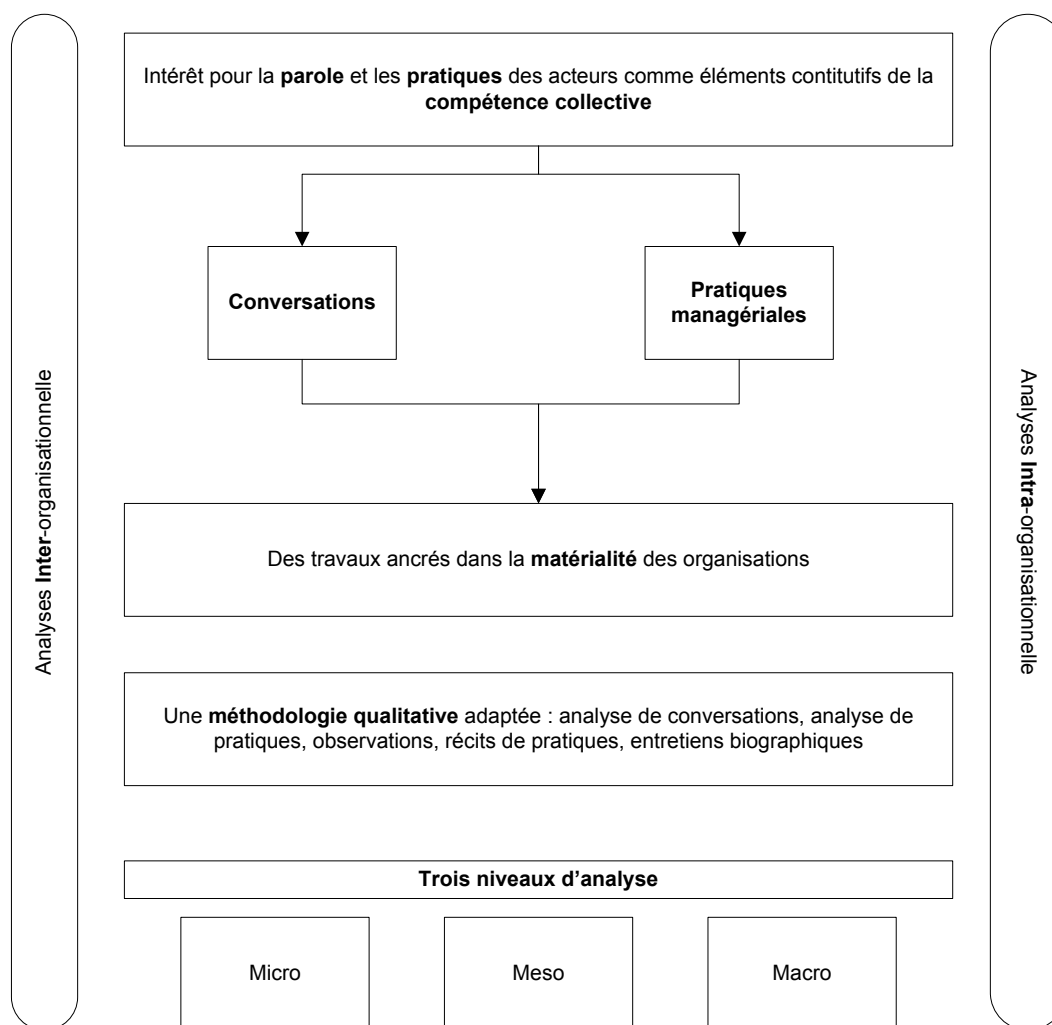 Intérêt pour la parole et les pratiques des acteurs comme éléments contitutifs de la
compétence collective
Conversations
Pratiques
managériales
Analyses Inter-organisationnelle
Analyses Intra-organisationnelle
Des travaux ancrés dans la matérialité des organisations
Une méthodologie qualitative adaptée : analyse de conversations, analyse de
pratiques, observations, récits de pratiques, entretiens biographiques
Trois niveaux d’analyse
Micro
Meso
Macro